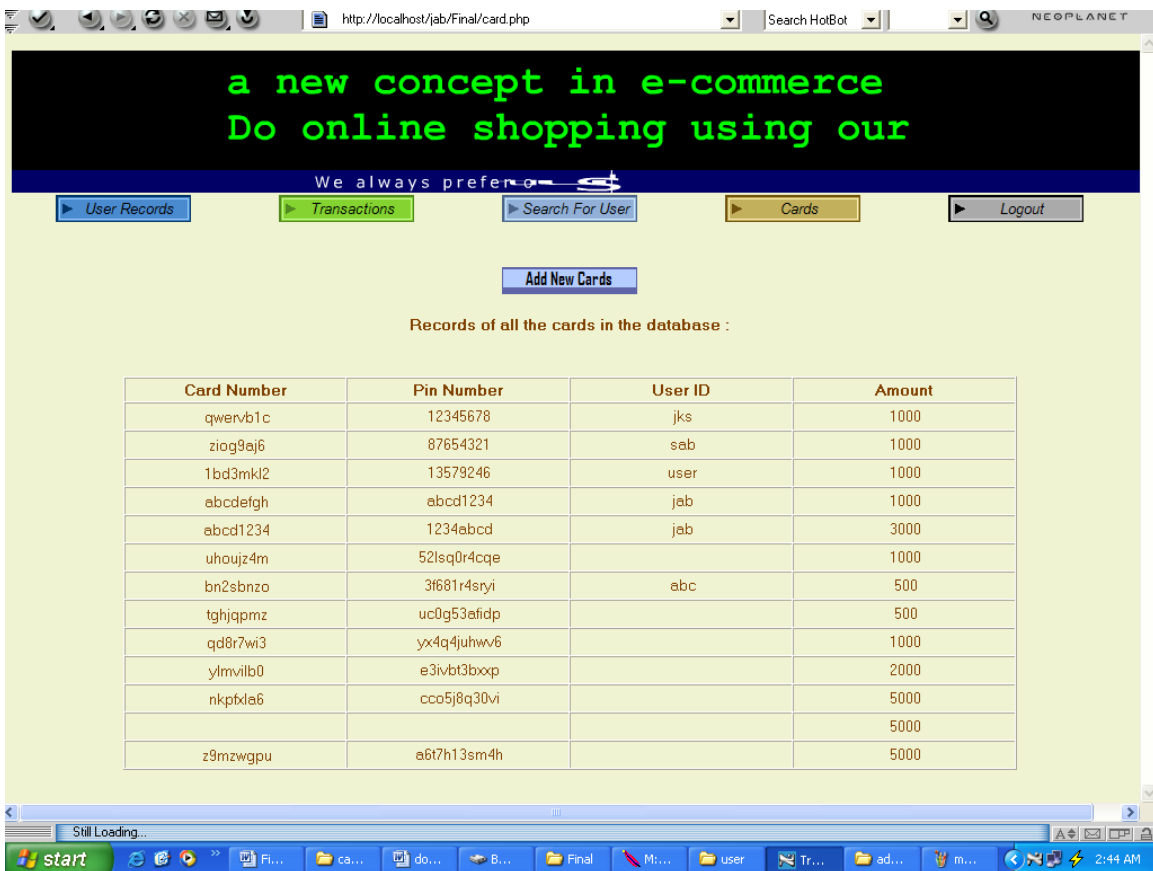 http://localhost/jab/Final/card.php Search HotBot NEOPLANET
a new concept in e-commerce
Do online shopping using our
We always prefer
User Records Transactions Search For User Cards Logout
Add New Cards
Records of all the cards in the database :
Card Number Pin Number User ID Amount
qwervb1c 12345678 jks 1000
ziog9aj6 87654321 sab 1000
1bd3mkl2 13579246 user 1000
abcdefgh abcd1234 jab 1000
abcd1234 1234abcd jab 3000
uhoujz4m 52lsq0r4cqe 1000
bn2sbnzo 3f681r4sryi abc 500
tghjqpmz uc0g53afidp 500
qd8r7wi3 yx4q4juhwv6 1000
ylmvilb0 e3ivbt3bxxp 2000
nkpfxla6 cco5j8q30vi 5000
5000
z9mzwgpu a6t7h13sm4h 5000
Still Loading...
start Fi... ca... do... B... Final M:... user Tr... ad... m... 2:44 AM